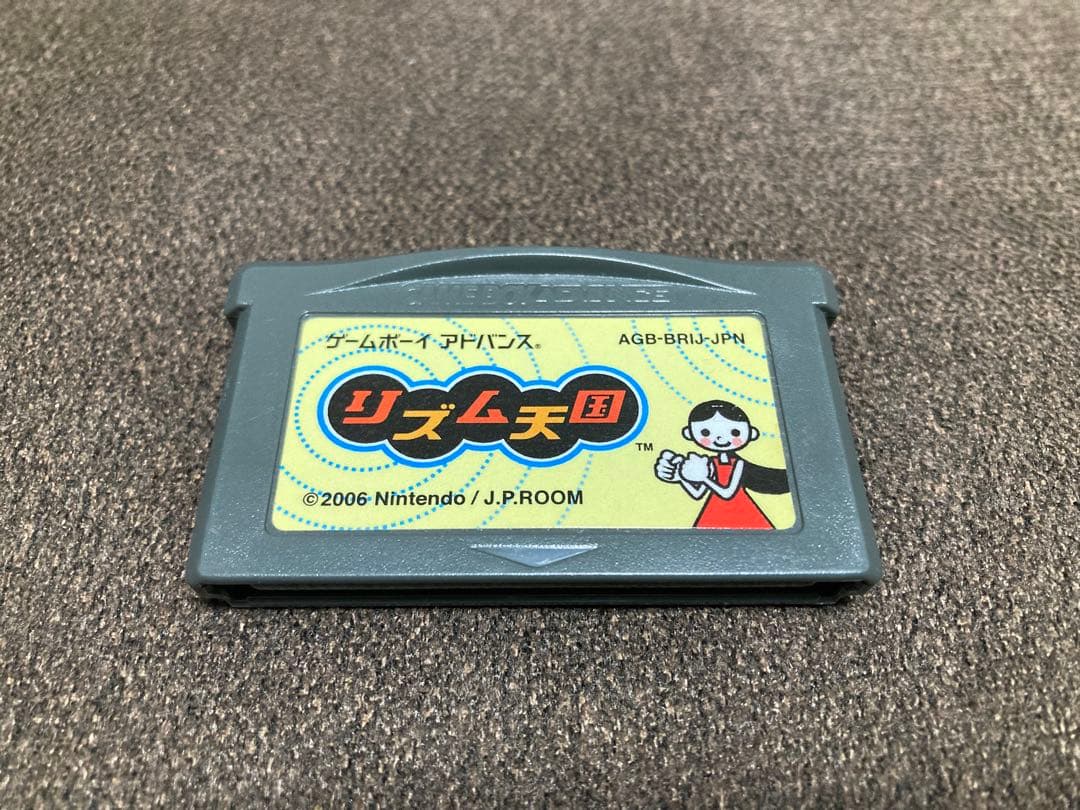 GAME BOY ADVANCE
ゲームボーイ アドバンス®
AGB-BRIJ-JPN
リズム天国
TM
©2006 Nintendo / J.P.ROOM